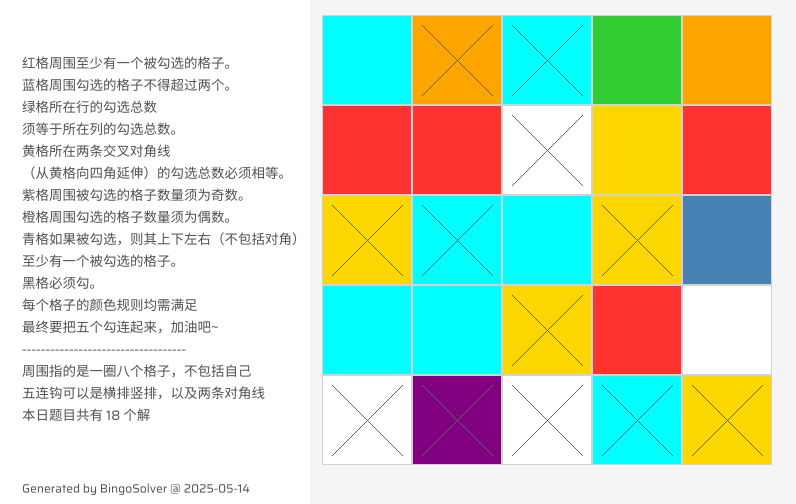 红格周围至少有一个被勾选的格子。
蓝格周围勾选的格子不得超过两个。
绿格所在行的勾选总数
须等于所在列的勾选总数。
黄格所在两条交叉对角线
（从黄格向四角延伸）的勾选总数必须相等。
紫格周围被勾选的格子数量须为奇数。
橙格周围勾选的格子数量须为偶数。
青格如果被勾选，则其上下左右（不包括对角）
至少有一个被勾选的格子。
黑格必须勾。
每个格子的颜色规则均需满足
最终要把五个勾连起来，加油吧~
-----------------------------------
周围指的是一圈八个格子，不包括自己
五连钩可以是横排竖排，以及两条对角线
本日题目共有 18 个解
Generated by BingoSolver @ 2025-05-14